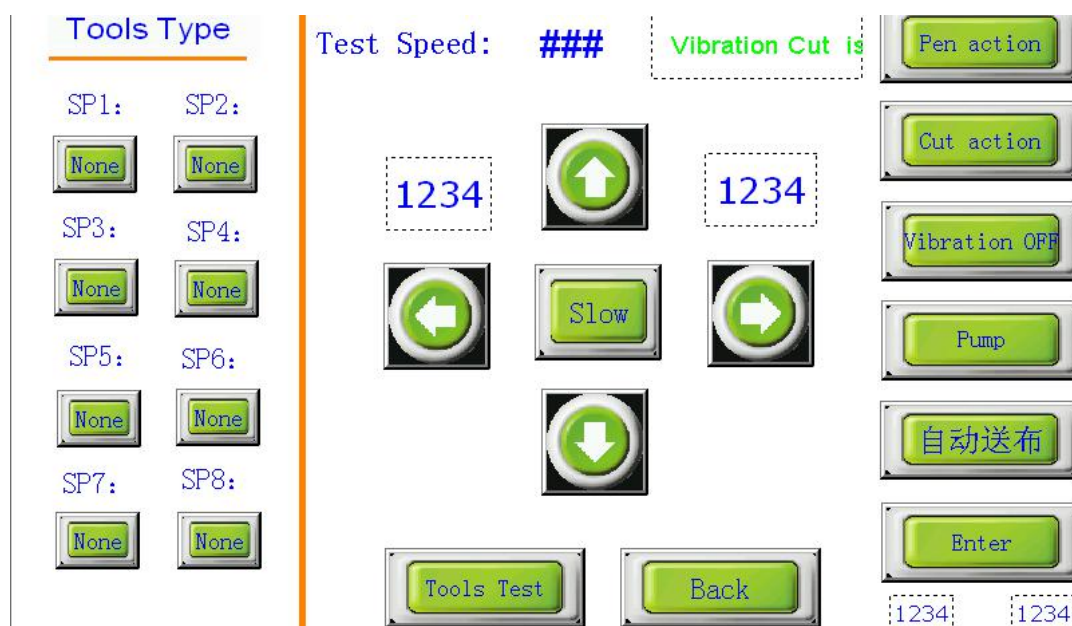 Tools Type
SP1: SP2:
None None
SP3: SP4:
None None
SP5: SP6:
None None
SP7: SP8:
None None
Test Speed: ###
Vibration Cut is
1234 1234
Slow
Tools Test Back
Pen action
Cut action
Vibration OFF
Pump
自动送布
Enter
1234 1234